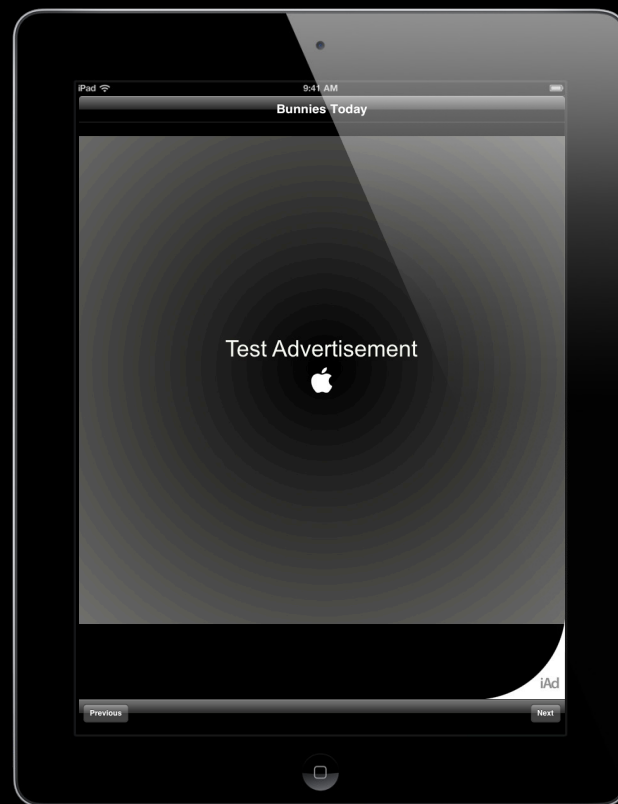 iPad 9:41 AM
Bunnies Today
Test Advertisement
iAd
Previous Next